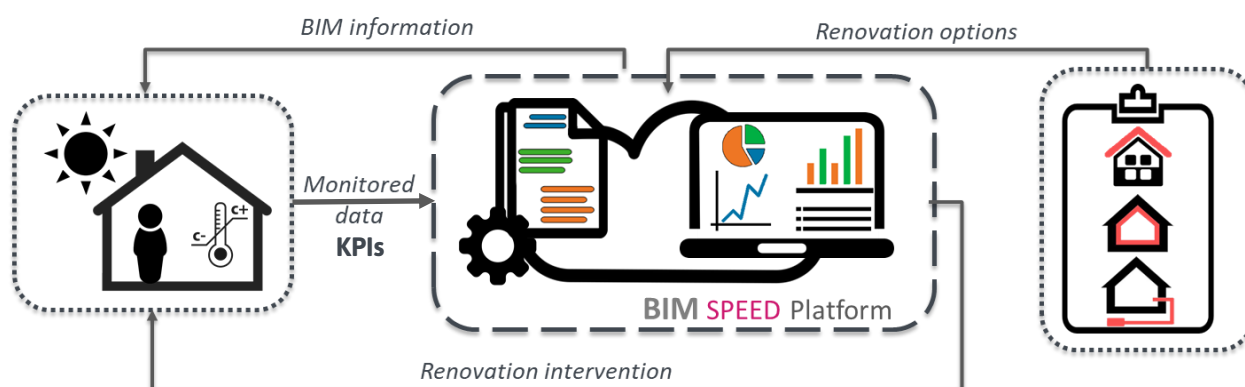 BIM information
Renovation options
Monitored
data
KPIs
c+
c-
BIM SPEED Platform
Renovation intervention